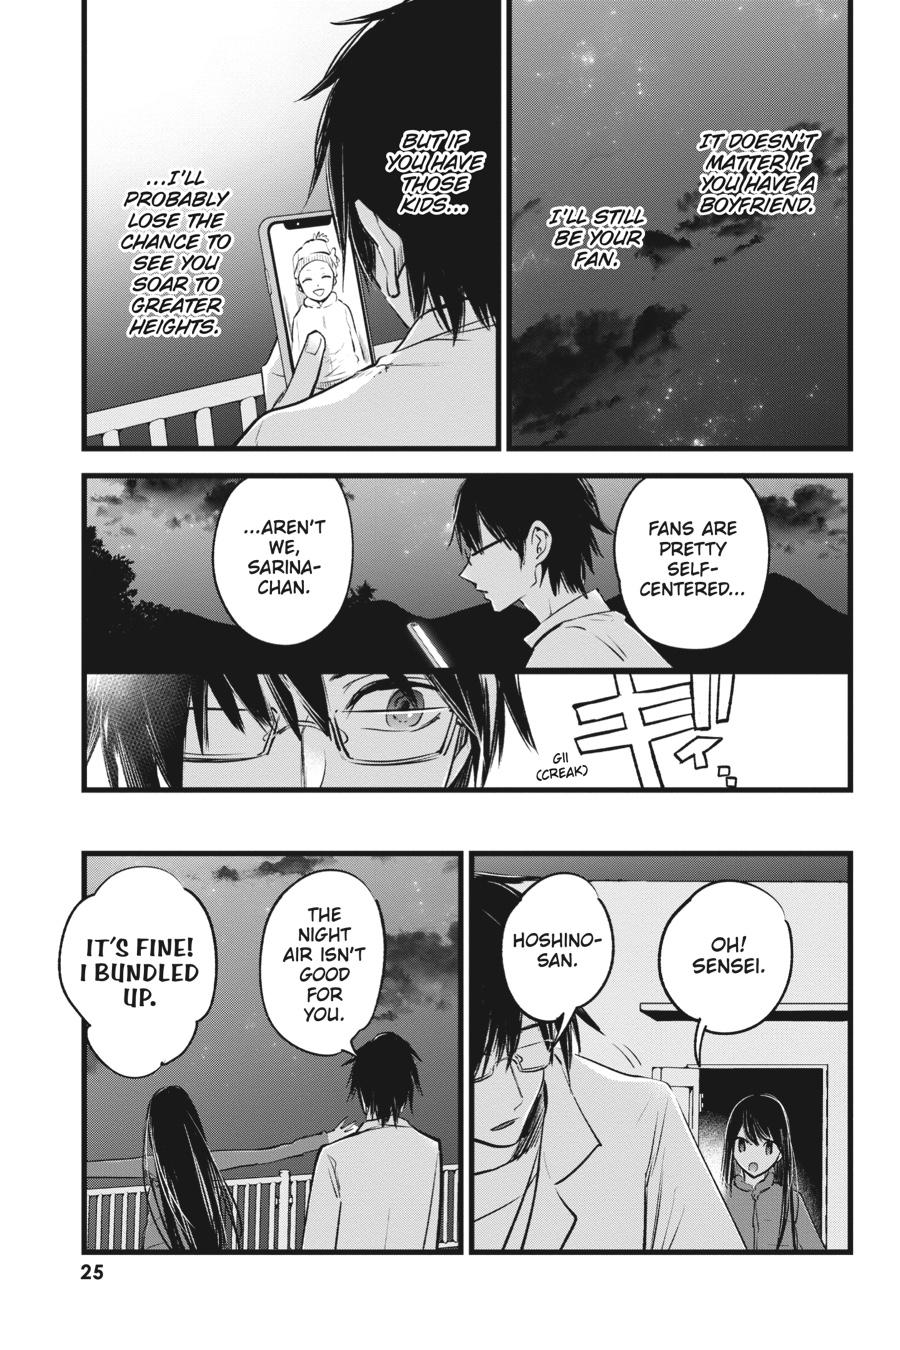 IT DOESN'T
MATTER IF
YOU HAVE A
BOYFRIEND.
I'LL STILL
BE YOUR
FAN.
BUT IF
YOU HAVE
THOSE
KIDS...
...I'LL
PROBABLY
LOSE THE
CHANCE TO
SEE YOU
SOAR TO
GREATER
HEIGHTS.
FANS ARE
PRETTY
SELF-
CENTERED...
...AREN'T
WE,
SARINA-
CHAN.
ギィ…
GII
(CREAK)
OH!
SENSEI.
HOSHINO-
SAN.
THE
NIGHT
AIR ISN'T
GOOD
FOR
YOU.
IT'S FINE!
I BUNDLED
UP.
25